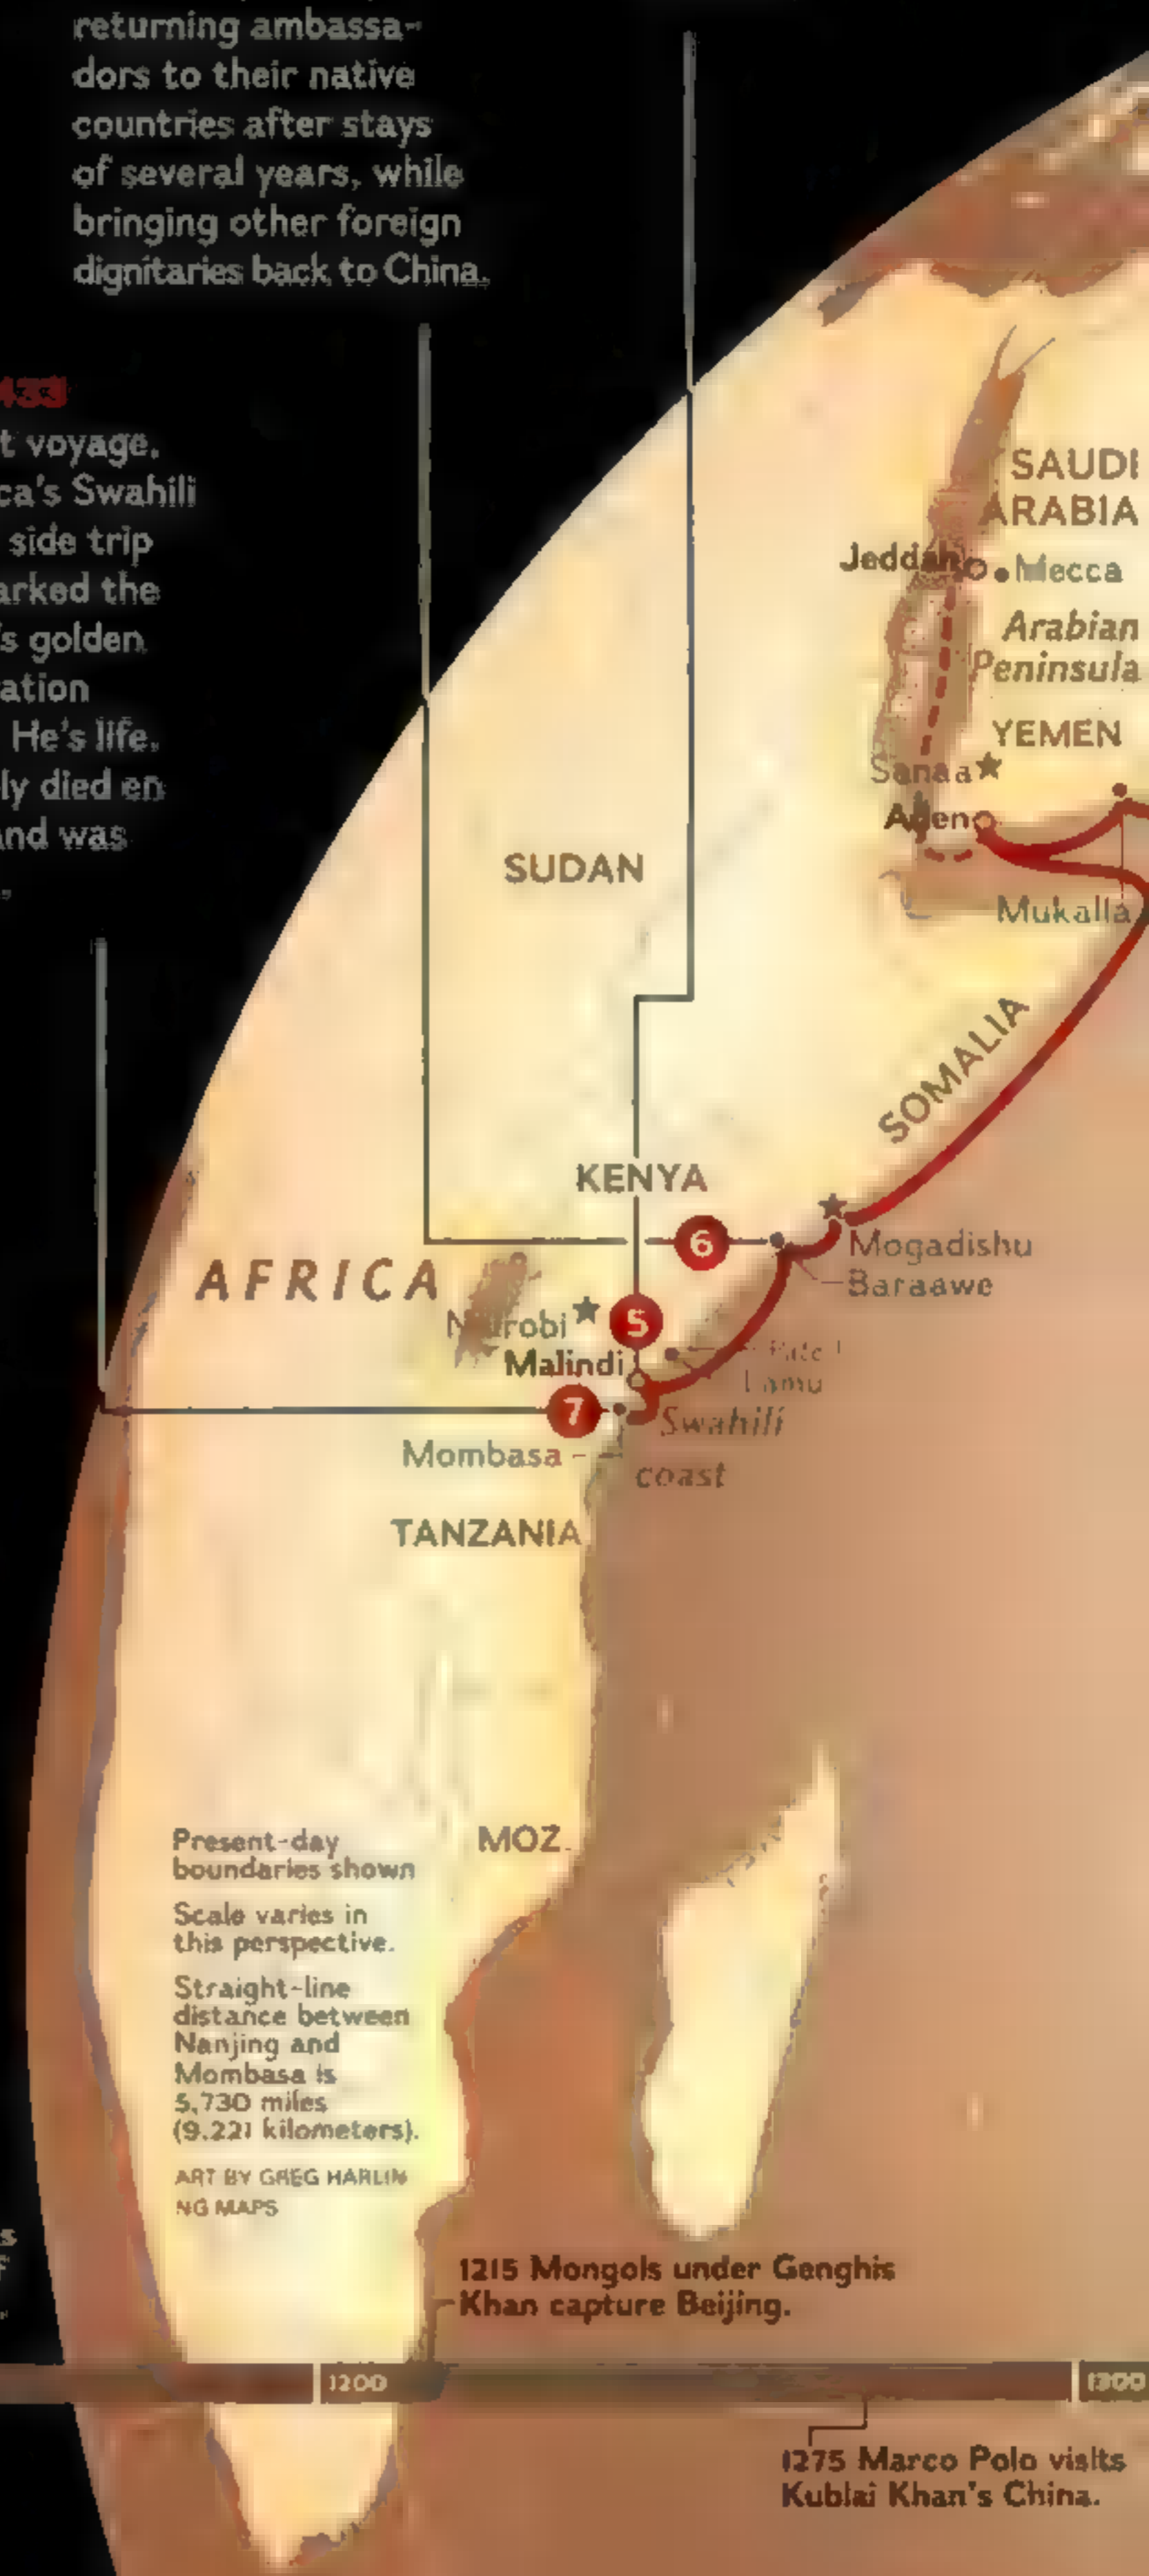 returning ambassa-
dors to their native
countries after stays
of several years, while
bringing other foreign
dignitaries back to China.
t voyage.
ca's Swahili
side trip
arked the
's golden
ation
He's life.
ly died en
and was
SAUDI
ARABIA
Jeddah
Mecca
Arabian
Peninsula
YEMEN
Sanaa
Aden
Mukalla
SUDAN
SOMALIA
KENYA
6
Mogadishu
Baraawe
AFRICA
Nairobi
5
Malindi
Lamu
7
Swahili
coast
Mombasa
TANZANIA
MOZ.
Present-day
boundaries shown
Scale varies in
this perspective.
Straight-line
distance between
Nanjing and
Mombasa is
5,730 miles
(9,221 kilometers).
ART BY GREG HARLIN
NG MAPS
1215 Mongols under Genghis
Khan capture Beijing.
1200
1300
1275 Marco Polo visits
Kublai Khan's China.